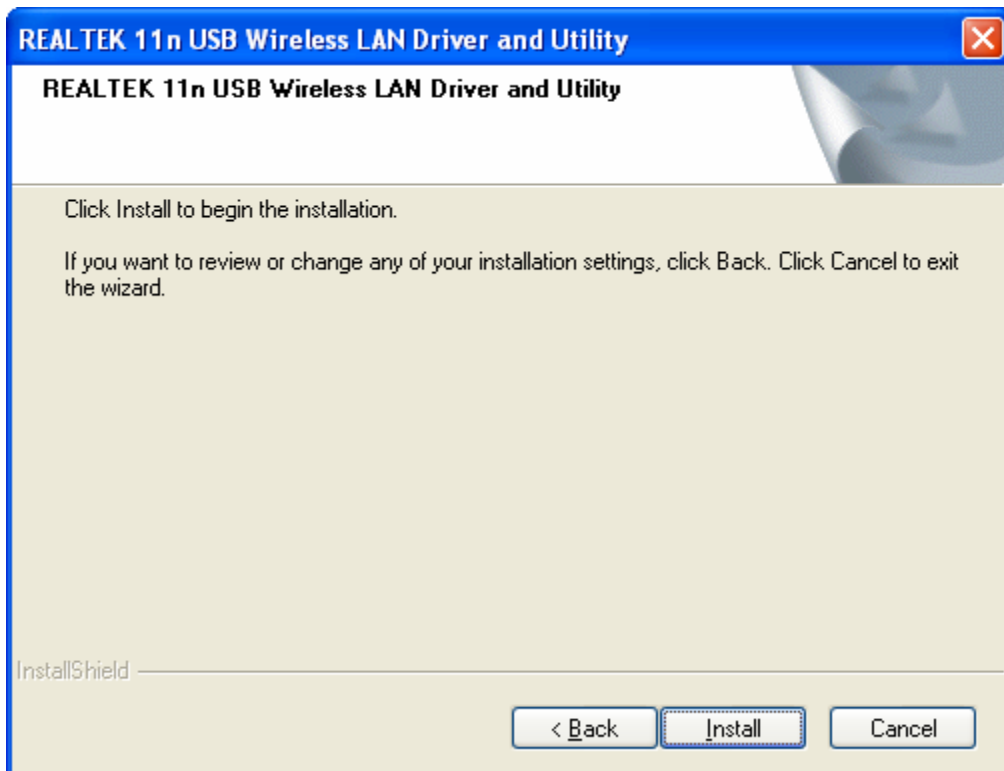 REALTEK 11n USB Wireless LAN Driver and Utility
REALTEK 11n USB Wireless LAN Driver and Utility
Click Install to begin the installation.
If you want to review or change any of your installation settings, click Back. Click Cancel to exit
the wizard.
InstallShield
< Back
Install
Cancel